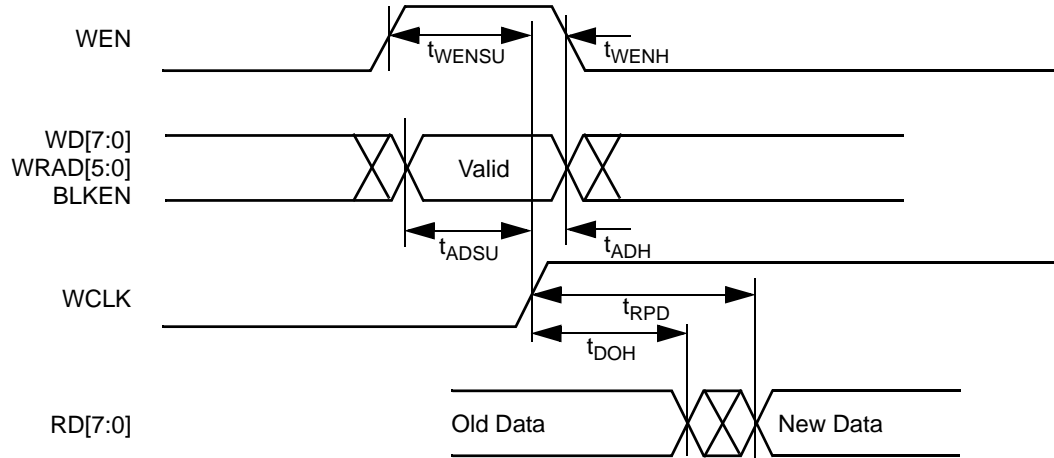 WEN
tWENSU
tWENH
WD[7:0]
WRAD[5:0]
BLKEN
Valid
tADSU
tADH
WCLK
tRPD
tDOH
RD[7:0]
Old Data
New Data